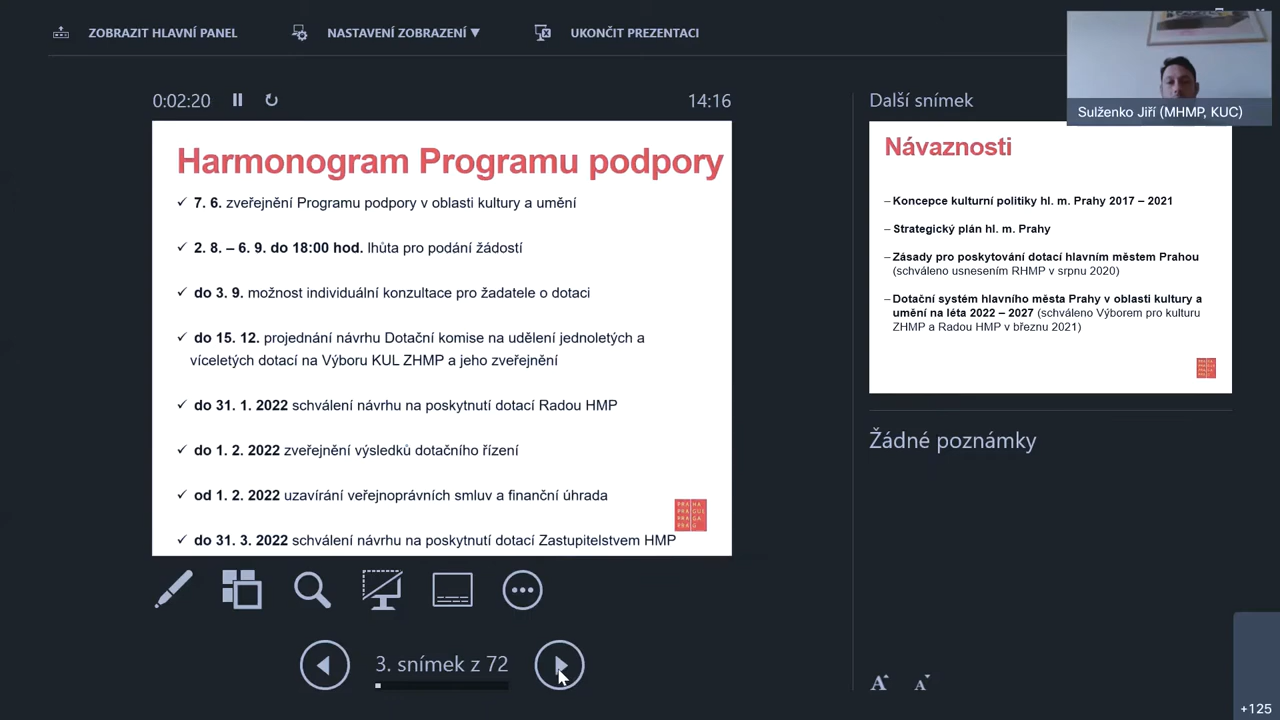 ZOBRAZIT HLAVNÍ PANEL
NASTAVENÍ ZOBRAZENÍ ▼
UKONČIT PREZENTACI
Sulženko Jiří (MHMP, KUC)
0:02:20
14:16
Harmonogram Programu podpory
✓ 7. 6. zveřejnění Programu podpory v oblasti kultury a umění
✓ 2. 8. – 6. 9. do 18:00 hod. lhůta pro podání žádostí
✓ do 3. 9. možnost individuální konzultace pro žadatele o dotaci
✓ do 15. 12. projednání návrhu Dotační komise na udělení jednoletých a
víceletých dotací na Výboru KUL ZHMP a jeho zveřejnění
✓ do 31. 1. 2022 schválení návrhu na poskytnutí dotací Radou HMP
✓ do 1. 2. 2022 zveřejnění výsledků dotačního řízení
✓ od 1. 2. 2022 uzavírání veřejnoprávních smluv a finanční úhrada
✓ do 31. 3. 2022 schválení návrhu na poskytnutí dotací Zastupitelstvem HMP
PRA HA
PRA GUE
PRA GA
PRA G
3. snímek z 72
Další snímek
Návaznosti
– Koncepce kulturní politiky hl. m. Prahy 2017 – 2021
– Strategický plán hl. m. Prahy
– Zásady pro poskytování dotací hlavním městem Prahou
(schváleno usnesením RHMP v srpnu 2020)
– Dotační systém hlavního města Prahy v oblasti kultury a
umění na léta 2022 – 2027 (schváleno Výborem pro kulturu
ZHMP a Radou HMP v březnu 2021)
Žádné poznámky
A A
+125